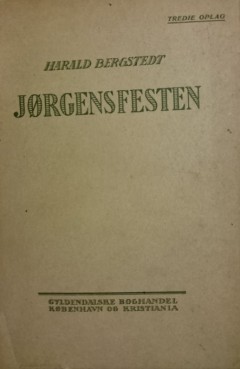 TREDIE OPLAG
HARALD BERGSTEDT
JØRGENSFESTEN
GYLDENDALSKE BOGHANDEL
KØBENHAVN OG KRISTIANIA